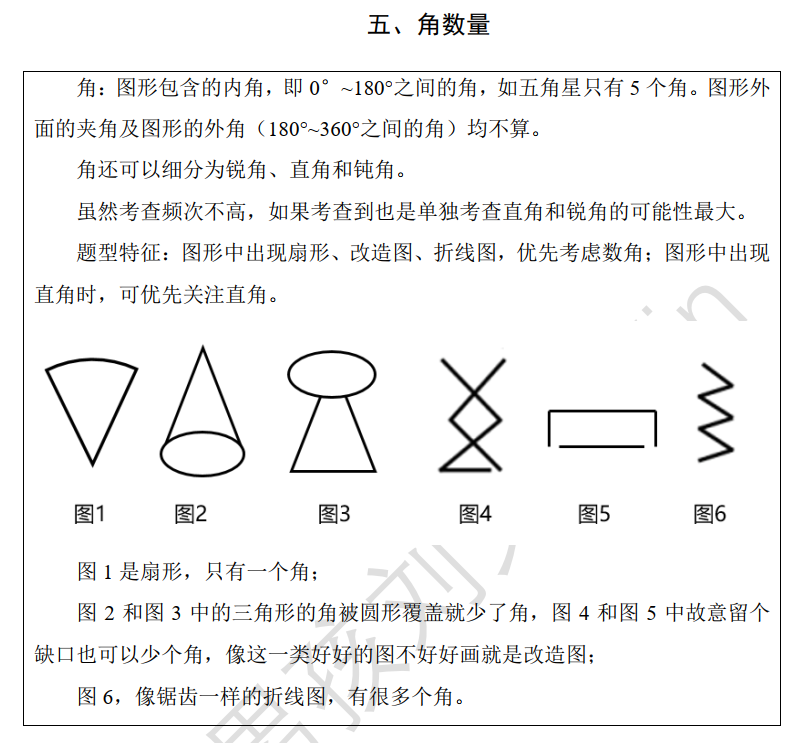 五、角数量
角：图形包含的内角，即 0°~180°之间的角，如五角星只有 5 个角。图形外
面的夹角及图形的外角（180°~360°之间的角）均不算。
角还可以细分为锐角、直角和钝角。
虽然考查频次不高，如果考查到也是单独考查直角和锐角的可能性最大。
题型特征：图形中出现扇形、改造图、折线图，优先考虑数角；图形中出现
直角时，可优先关注直角。
图1 图2 图3 图4 图5 图6
图 1 是扇形，只有一个角；
图 2 和图 3 中的三角形的角被圆形覆盖就少了角，图 4 和图 5 中故意留个
缺口也可以少个角，像这一类好好的图不好好画就是改造图；
图 6，像锯齿一样的折线图，有很多个角。